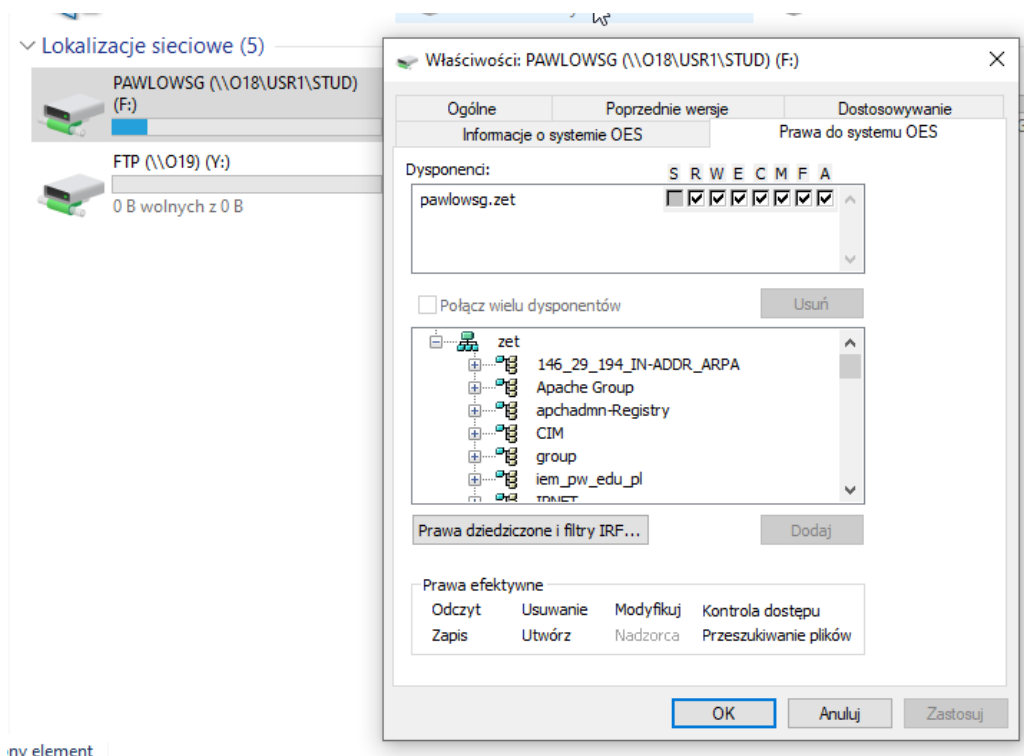 Lokalizacje sieciowe (5)
PAWLOWSG (\\O18\USR1\STUD)
(F:)
FTP (\\O19) (Y:)
0 B wolnych z 0 B
Właściwości: PAWLOWSG (\\O18\USR1\STUD) (F:)
Ogólne Poprzednie wersje Dostosowywanie
Informacje o systemie OES Prawa do systemu OES
Dysponenci: S R W E C M F A
pawlowsg.zet
Połącz wielu dysponentów Usuń
zet
146_29_194_IN-ADDR_ARPA
Apache Group
apchadmn-Registry
CIM
group
iem_pw_edu_pl
Prawa dziedziczone i filtry IRF... Dodaj
Prawa efektywne
Odczyt Usuwanie Modyfikuj Kontrola dostępu
Zapis Utwórz Nadzorca Przeszukiwanie plików
OK Anuluj Zastosuj
element